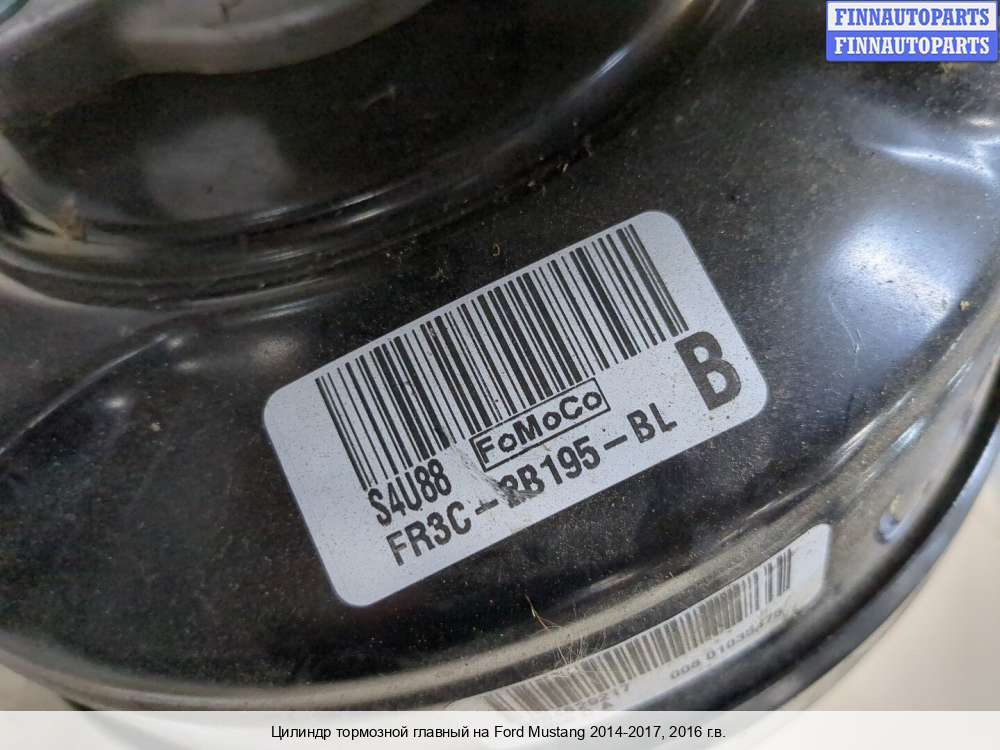 FINNAUTOPARTS
FINNAUTOPARTS
B
FoMoCo
S4U88
FR3C-2B195-BL
Цилиндр тормозной главный на Ford Mustang 2014-2017, 2016 г.в.